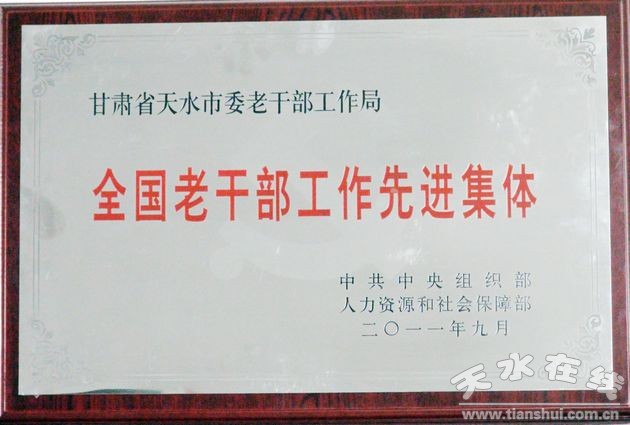 甘肃省天水市委老干部工作局
全国老干部工作先进集体
中共中央组织部
人力资源和社会保障部
二〇一一年九月
天水在线
www.tianshui.com.cn